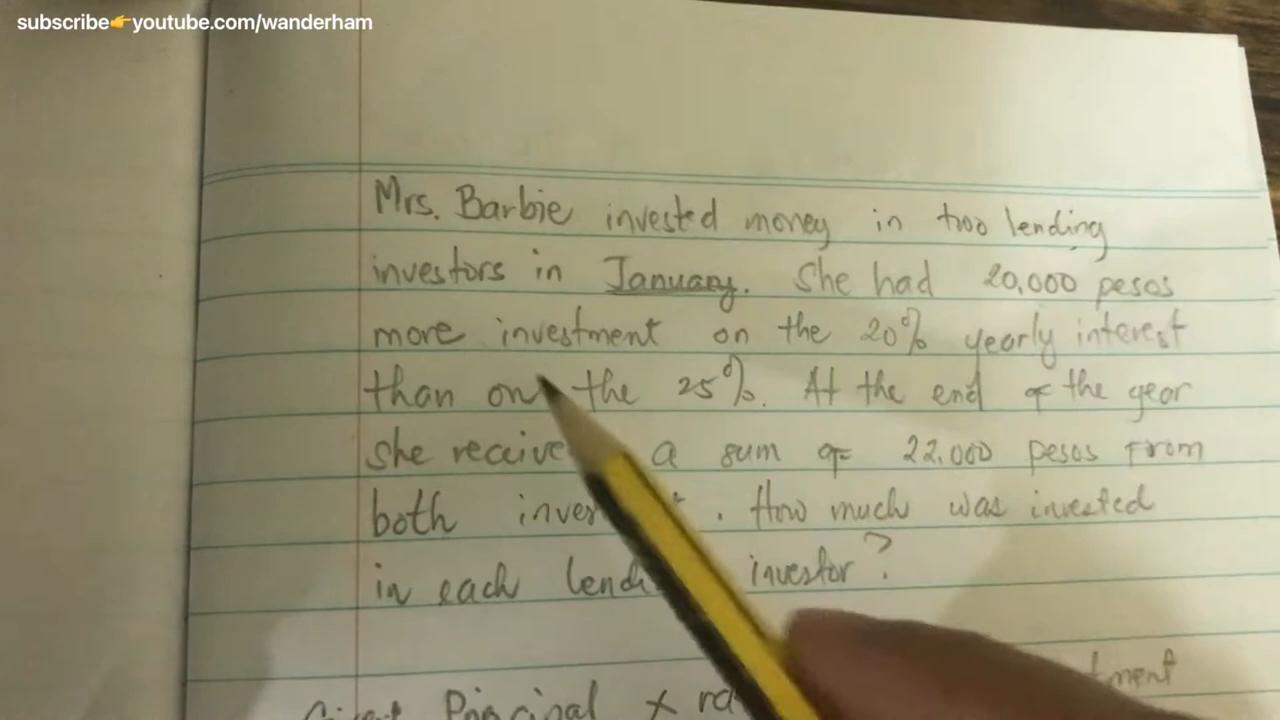 subscribe👉youtube.com/wanderham
Mrs. Barbie invested money in two lending
investors in January. She had 20,000 pesos
more investment on the 20% yearly interest
than on the 25%. At the end of the year
she receive a sum of 22,000 pesos from
both . How much was invested
in each investor?
Principal x